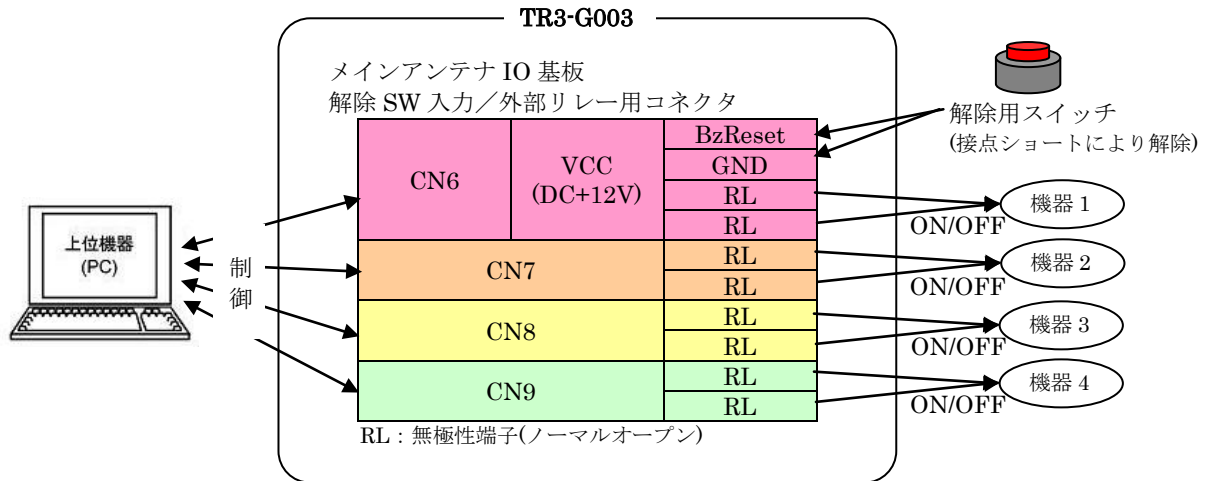 TR3-G003
メインアンテナ IO 基板
解除 SW 入力／外部リレー用コネクタ
解除用スイッチ
(接点ショートにより解除)
上位機器
(PC)
制
御
CN6
VCC
(DC+12V)
BzReset
GND
RL
RL
機器 1
ON/OFF
CN7
RL
RL
機器 2
ON/OFF
CN8
RL
RL
機器 3
ON/OFF
CN9
RL
RL
機器 4
ON/OFF
RL：無極性端子(ノーマルオープン)